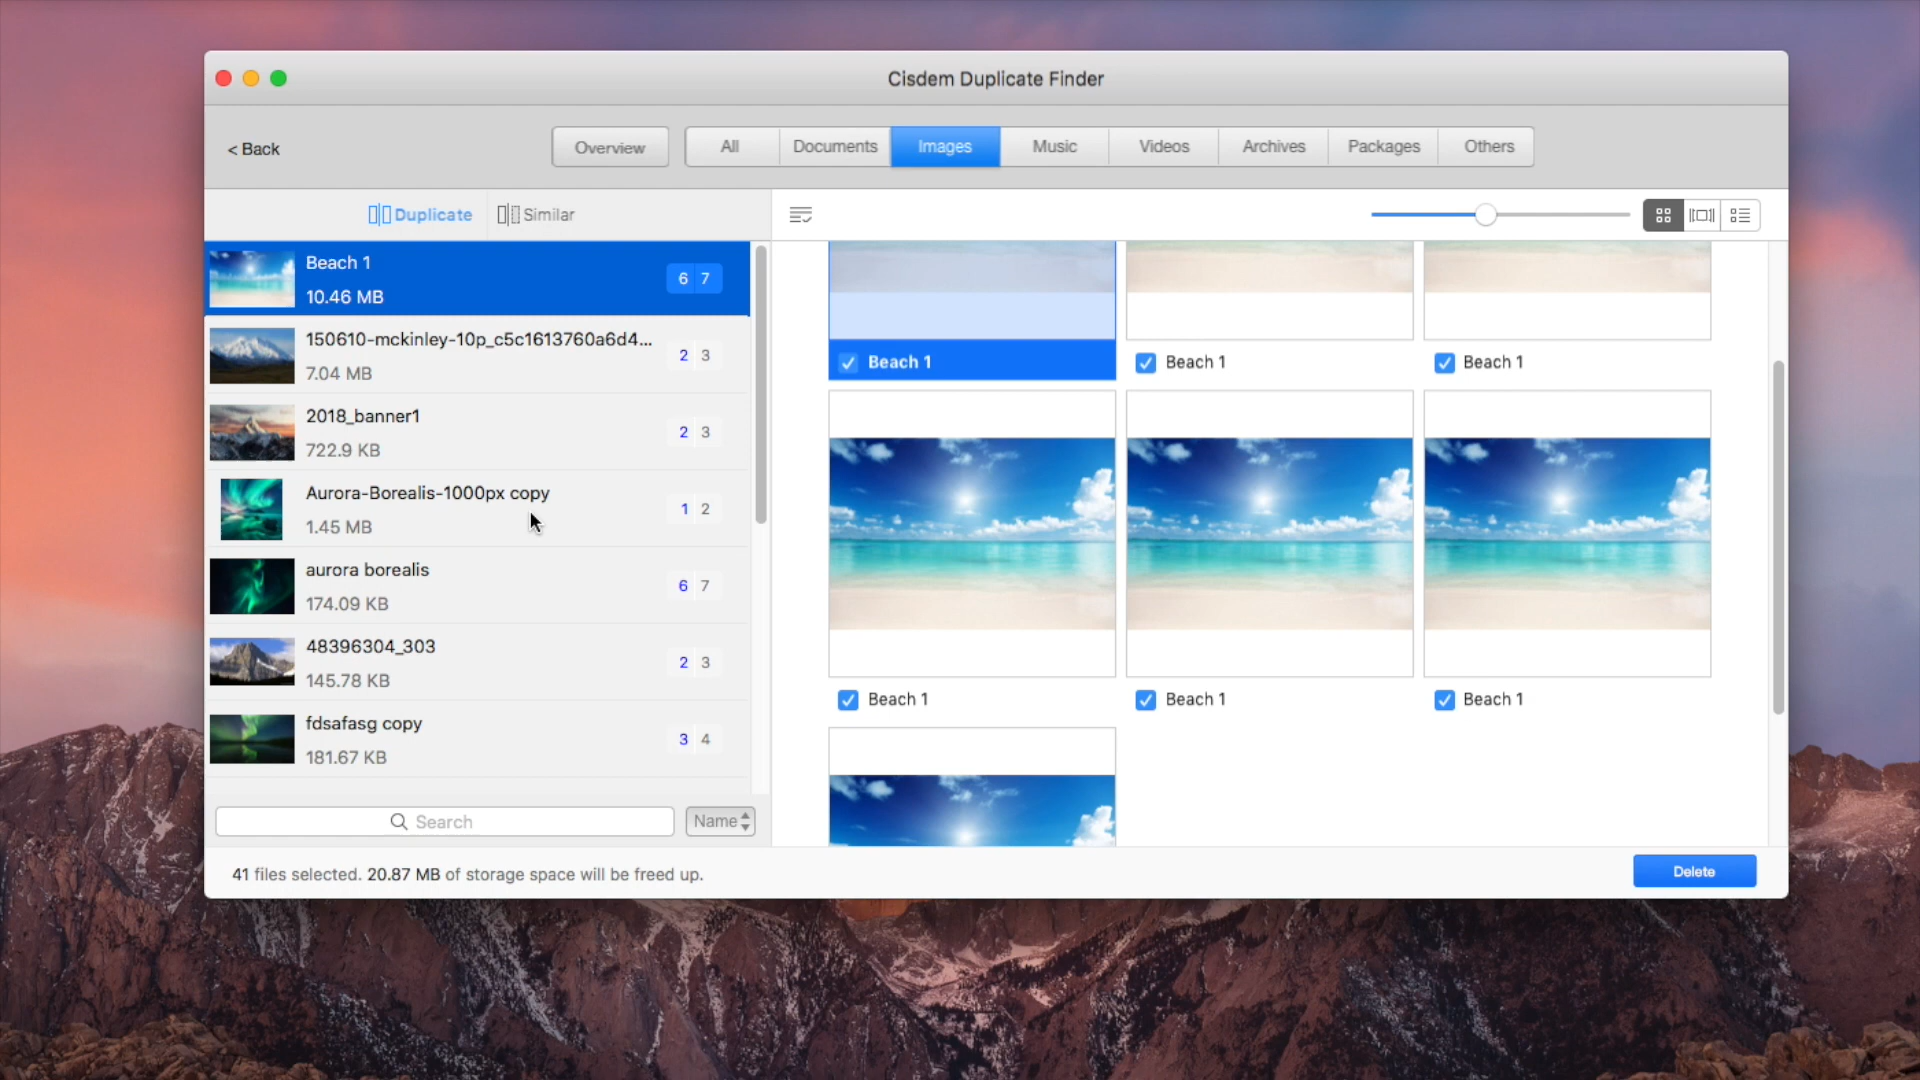 Cisdem Duplicate Finder
< Back
Overview
All
Documents
Images
Music
Videos
Archives
Packages
Others
Duplicate
Similar
Beach 1
10.46 MB
6 7
150610-mckinley-10p_c5c1613760a6d4...
7.04 MB
2 3
2018_banner1
722.9 KB
2 3
Aurora-Borealis-1000px copy
1.45 MB
1 2
aurora borealis
174.09 KB
6 7
48396304_303
145.78 KB
2 3
fdsafasg copy
181.67 KB
3 4
Search
Name
Beach 1
Beach 1
Beach 1
Beach 1
Beach 1
Beach 1
41 files selected. 20.87 MB of storage space will be freed up.
Delete